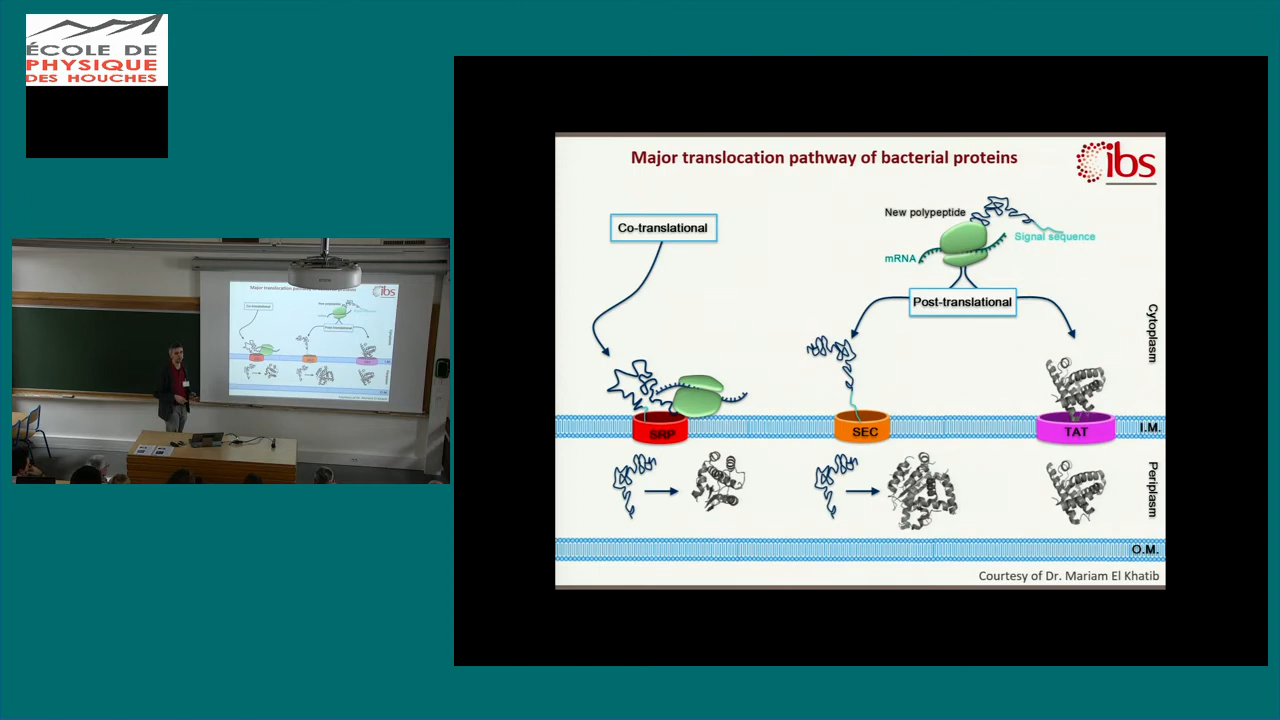 ÉCOLE DE
PHYSIQUE
DES HOUCHES
Major translocation pathway of bacterial proteins
ibs
Co-translational
New polypeptide
Signal sequence
mRNA
Post-translational
Cytoplasm
SRP
SEC
TAT
I.M.
Periplasm
O.M.
Courtesy of Dr. Mariam El Khatib